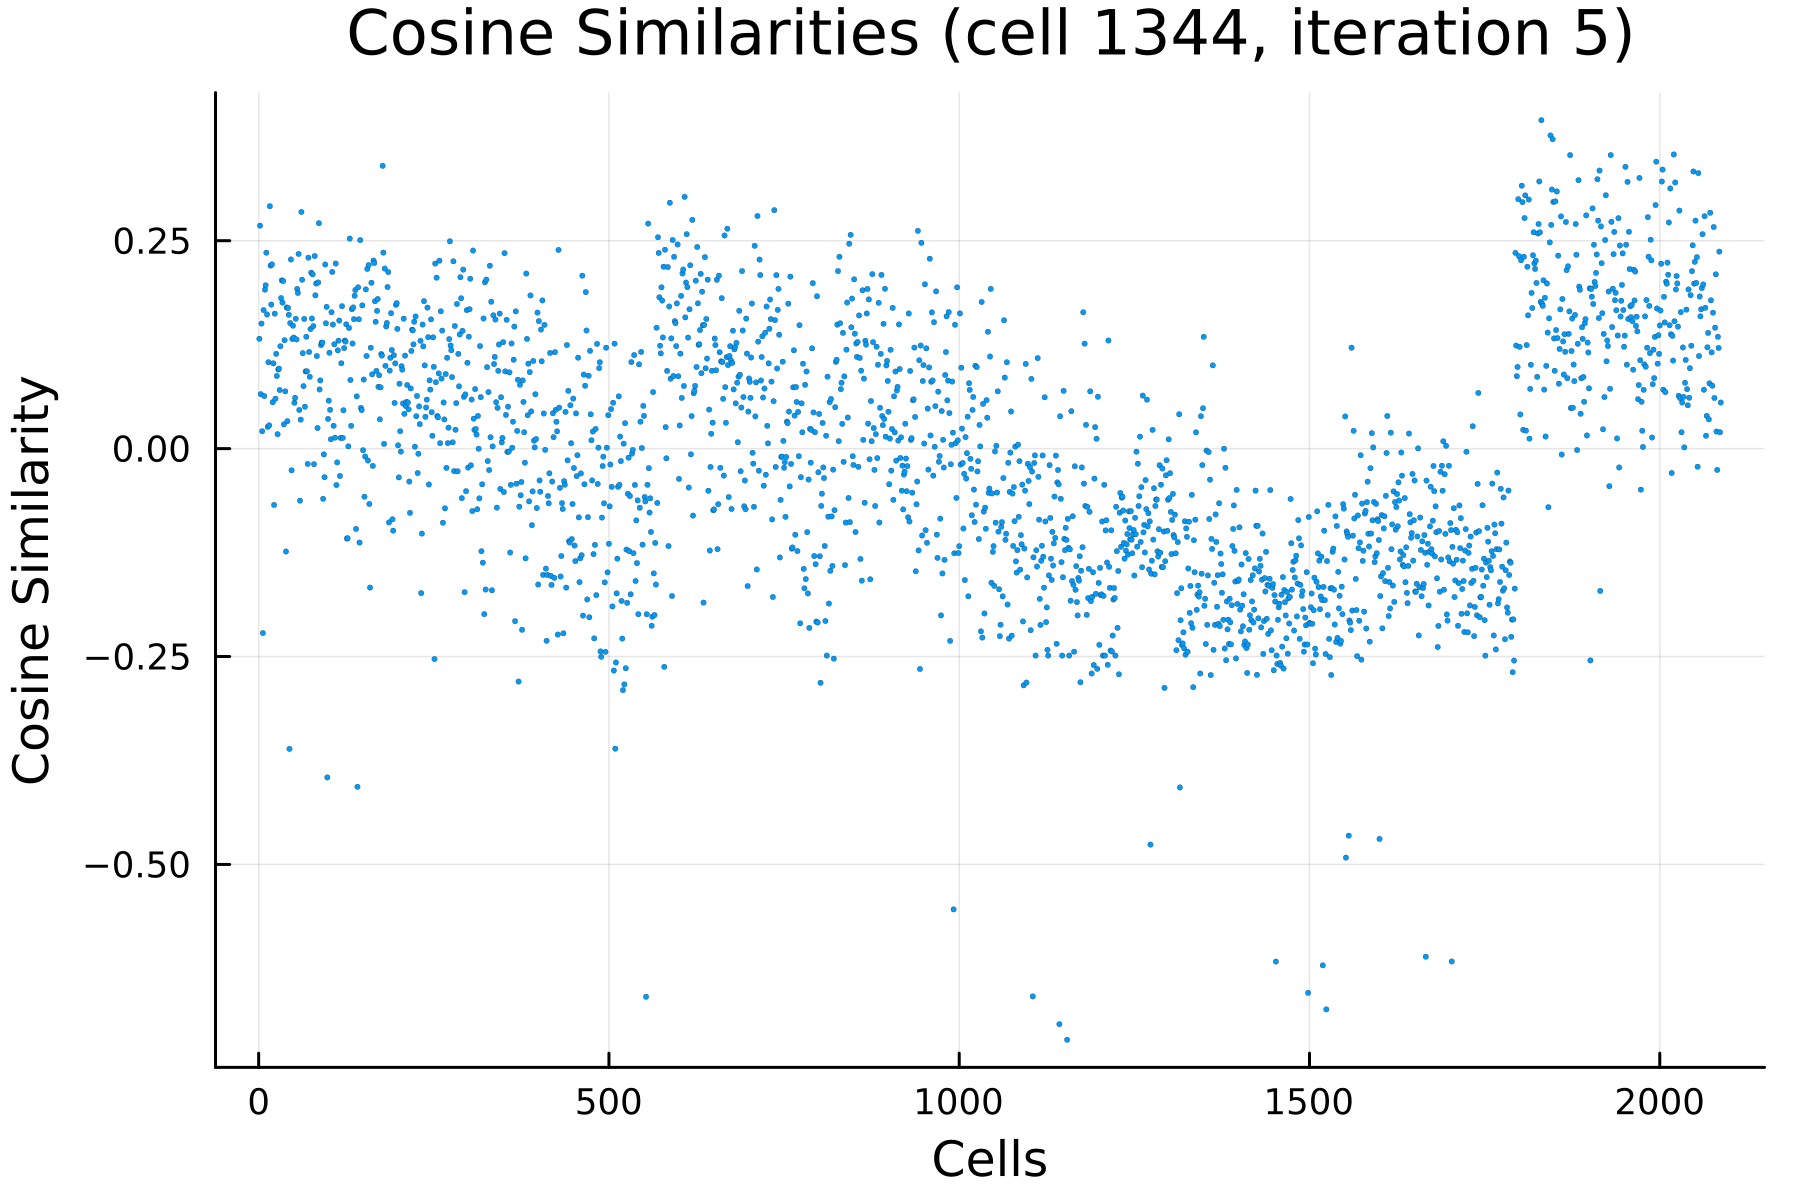 Cosine Similarities (cell 1344, iteration 5)
Cosine Similarity
0.25
0.00
−0.25
−0.50
0 500 1000 1500 2000
Cells